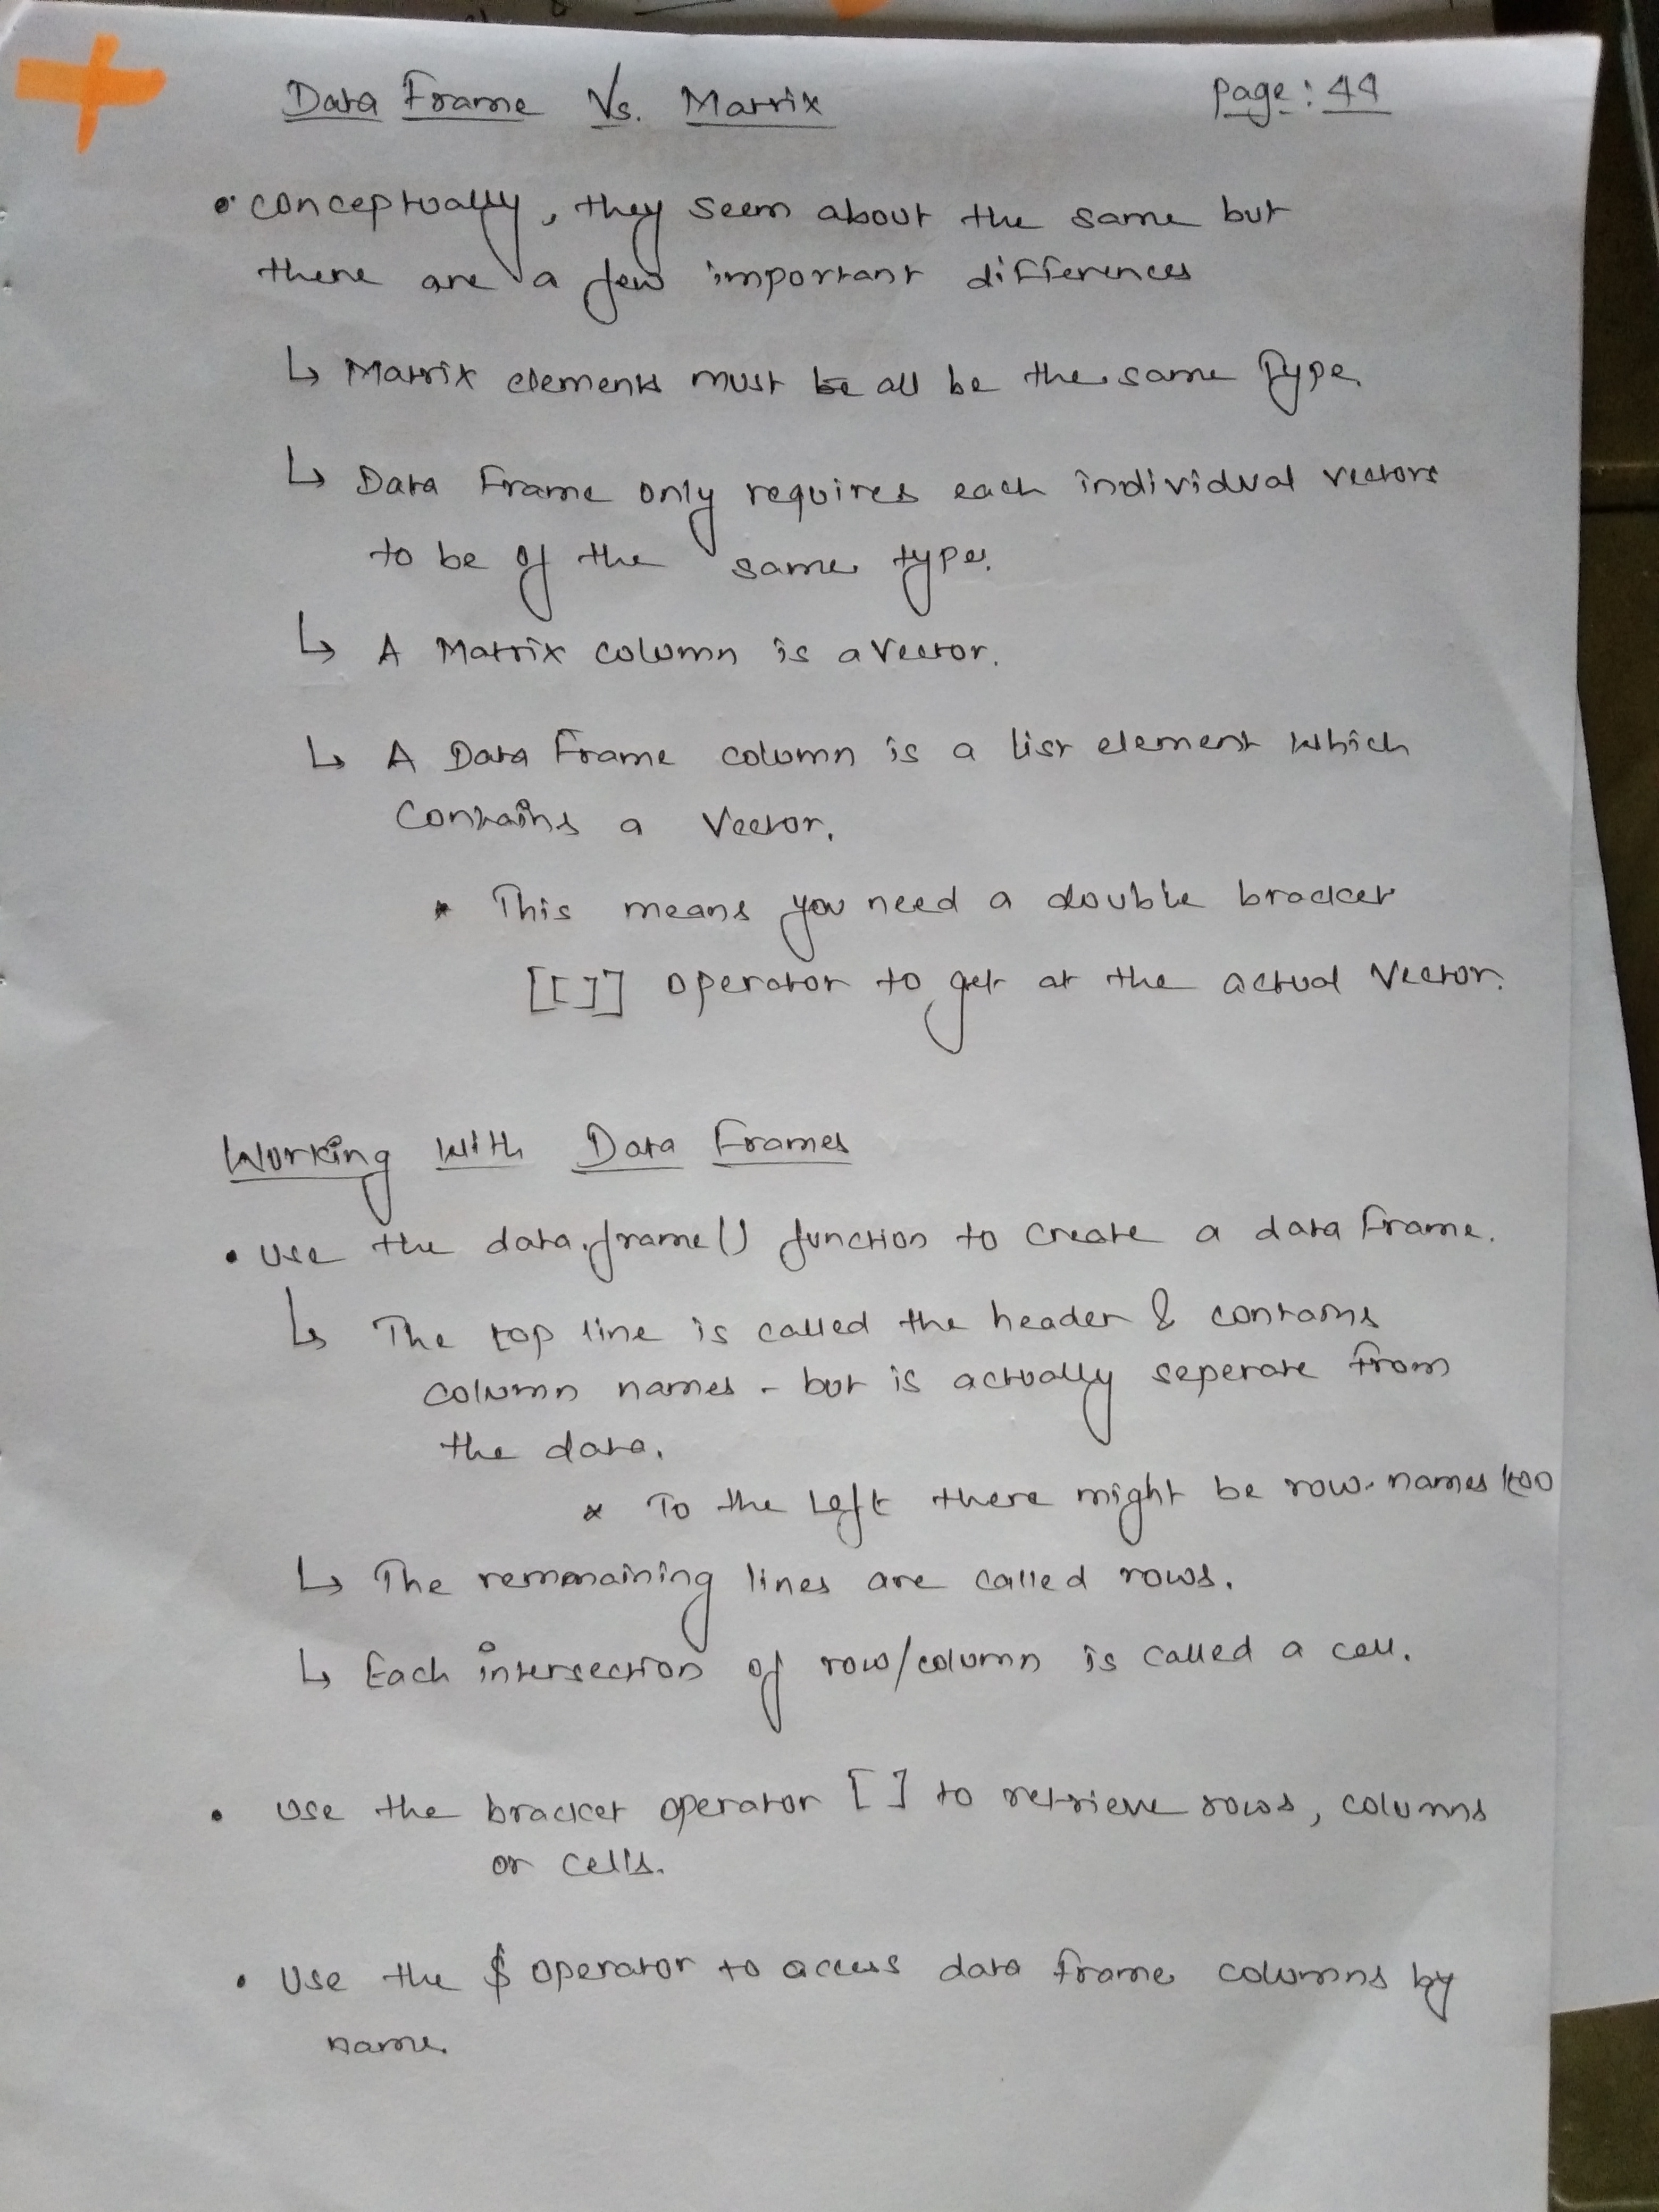 Data Frame Vs. Matrix
Page: 44
• conceptually, they seem about the same but
there are a few important differences
↳ Matrix elements must be all be the same Type.
↳ Data Frame only requires each individual vectors
to be of the same type.
↳ A Matrix column is a vector.
↳ A Data Frame column is a list element which
contains a vector.
* This means you need a double bracket
[[]] operator to get at the actual Vector.
Working With Data Frames
• Use the data.frame() function to create a data frame.
↳ The top line is called the header & contains
column names - but is actually seperate from
the data.
* To the Left there might be row names too
↳ The remmaining lines are called rows.
↳ Each intersection of row/column is called a cell.
• Use the bracket operator [ ] to retrieve rows, columns
or cells.
• Use the $ operator to access data frame columns by
name.